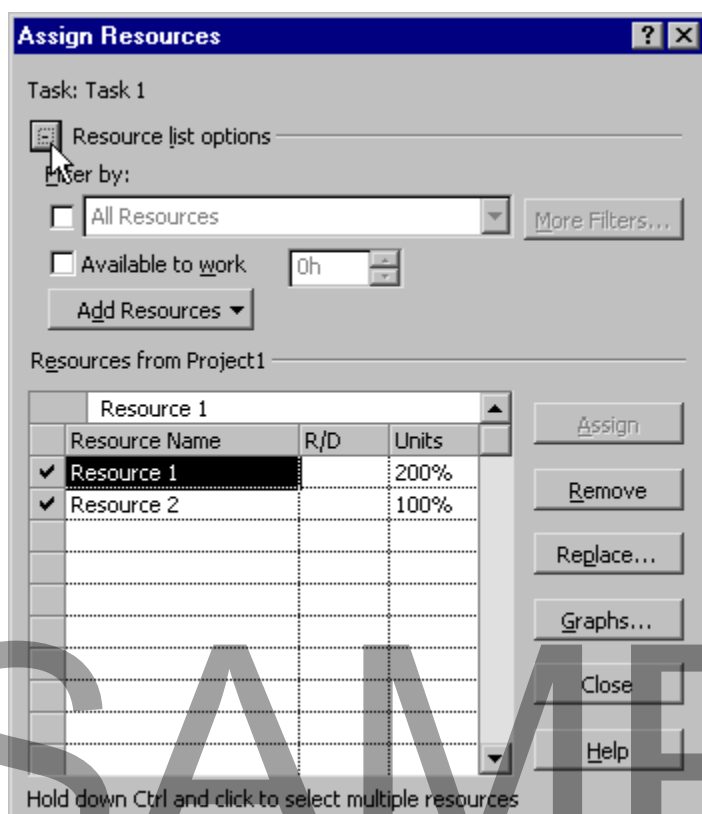 Assign Resources
Task: Task 1
Resource list options
Filter by:
All Resources
More Filters...
Available to work
0h
Add Resources
Resources from Project1
Resource 1
Assign
Resource Name R/D Units
Resource 1 200%
Remove
Resource 2 100%
Replace...
Graphs...
Close
Help
Hold down Ctrl and click to select multiple resources